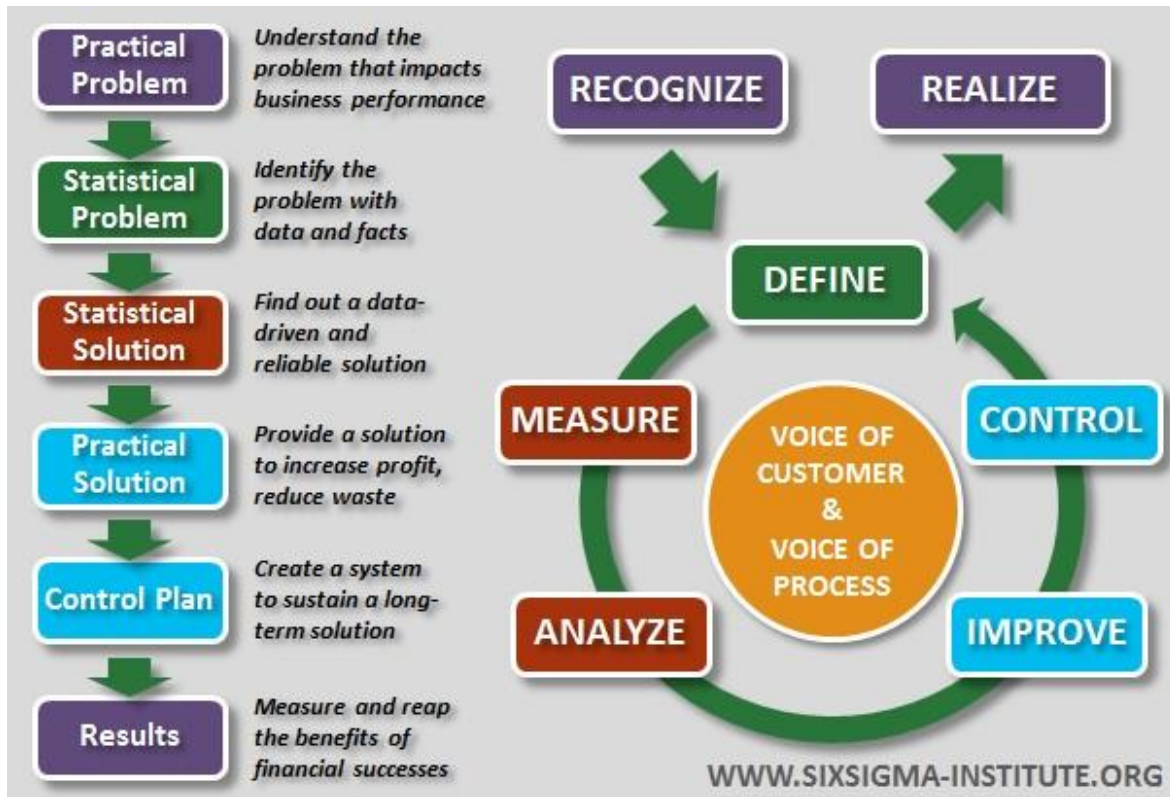 Practical
Problem
Understand the
problem that impacts
business performance
Statistical
Problem
Identify the
problem with
data and facts
Statistical
Solution
Find out a data-
driven and
reliable solution
Practical
Solution
Provide a solution
to increase profit,
reduce waste
Control Plan
Create a system
to sustain a long-
term solution
Results
Measure and reap
the benefits of
financial successes
RECOGNIZE
REALIZE
DEFINE
MEASURE
CONTROL
VOICE OF
CUSTOMER
&
VOICE OF
PROCESS
ANALYZE
IMPROVE
WWW.SIXSIGMA-INSTITUTE.ORG